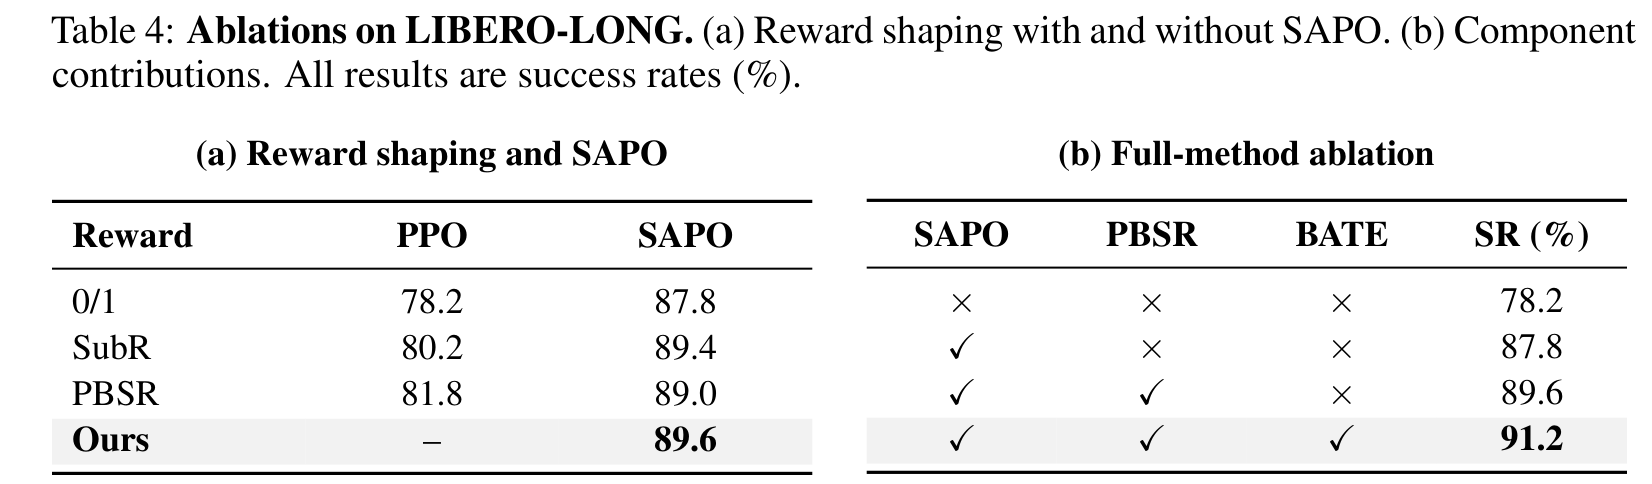 Table 4: Ablations on LIBERO-LONG. (a) Reward shaping with and without SAPO. (b) Component
contributions. All results are success rates (%).
(a) Reward shaping and SAPO
Reward PPO SAPO
0/1 78.2 87.8
SubR 80.2 89.4
PBSR 81.8 89.0
Ours – 89.6
(b) Full-method ablation
SAPO PBSR BATE SR (%)
× × × 78.2
✓ × × 87.8
✓ ✓ × 89.6
✓ ✓ ✓ 91.2